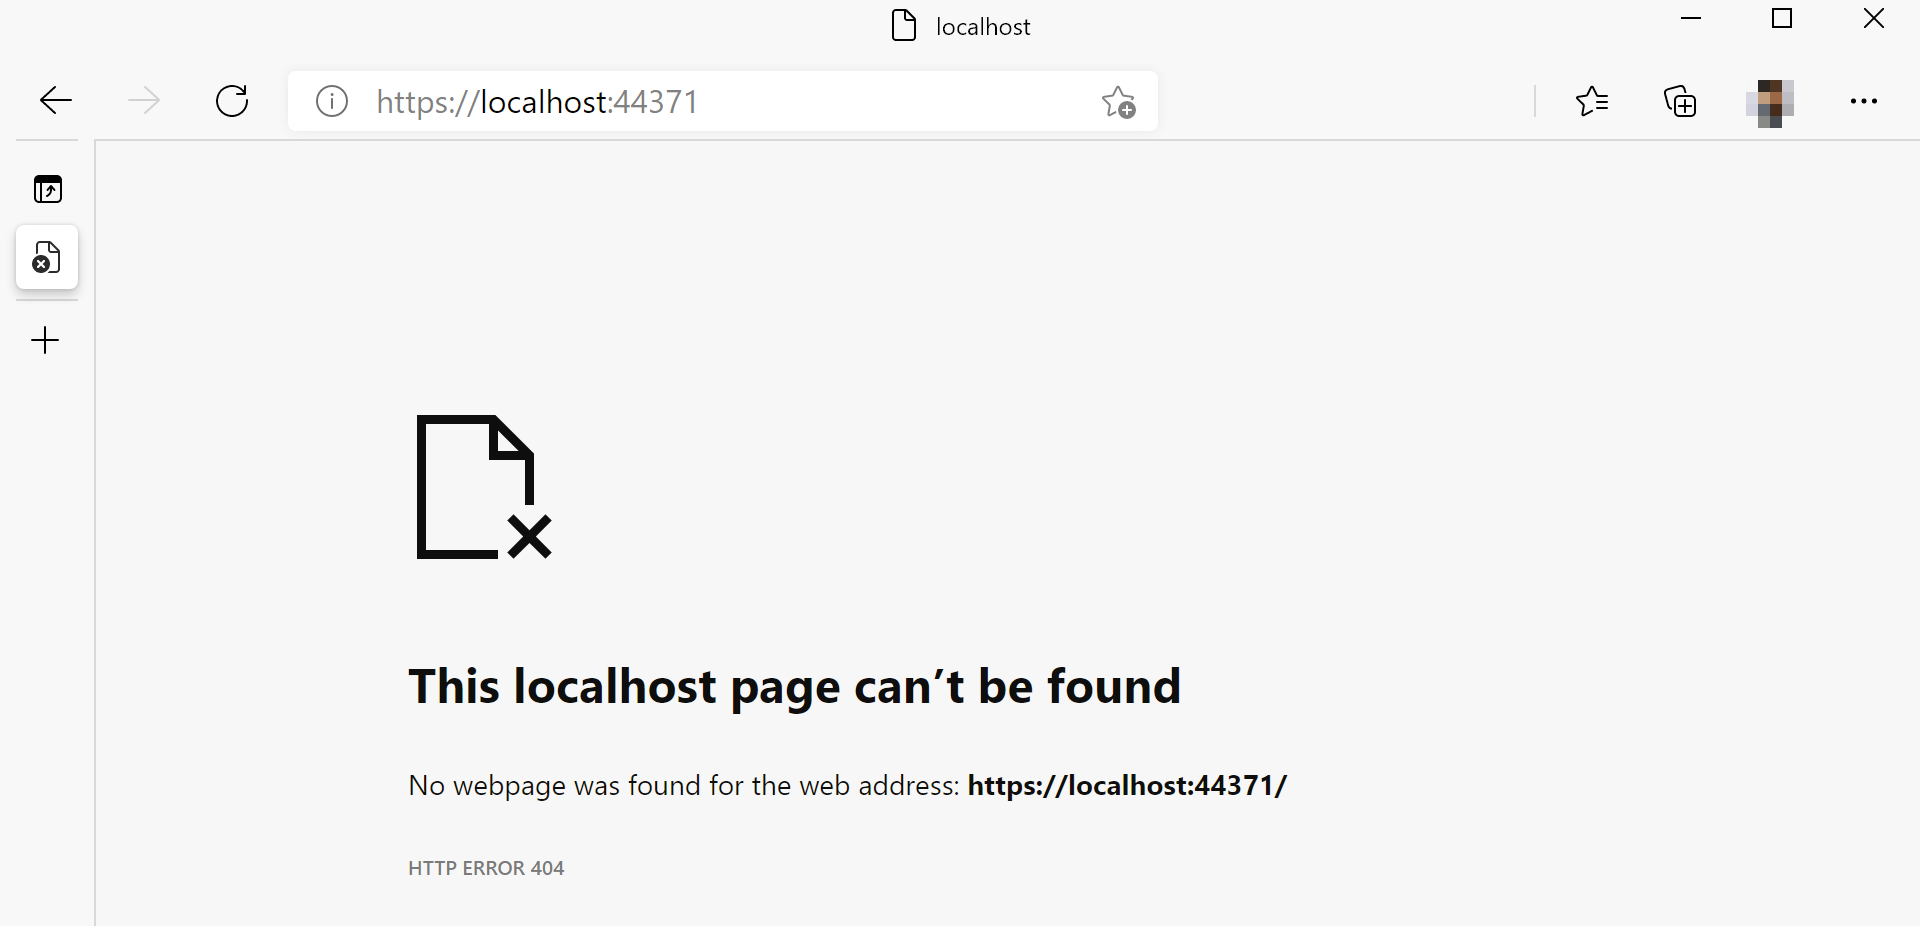 localhost
https://localhost:44371
This localhost page can’t be found
No webpage was found for the web address: https://localhost:44371/
HTTP ERROR 404